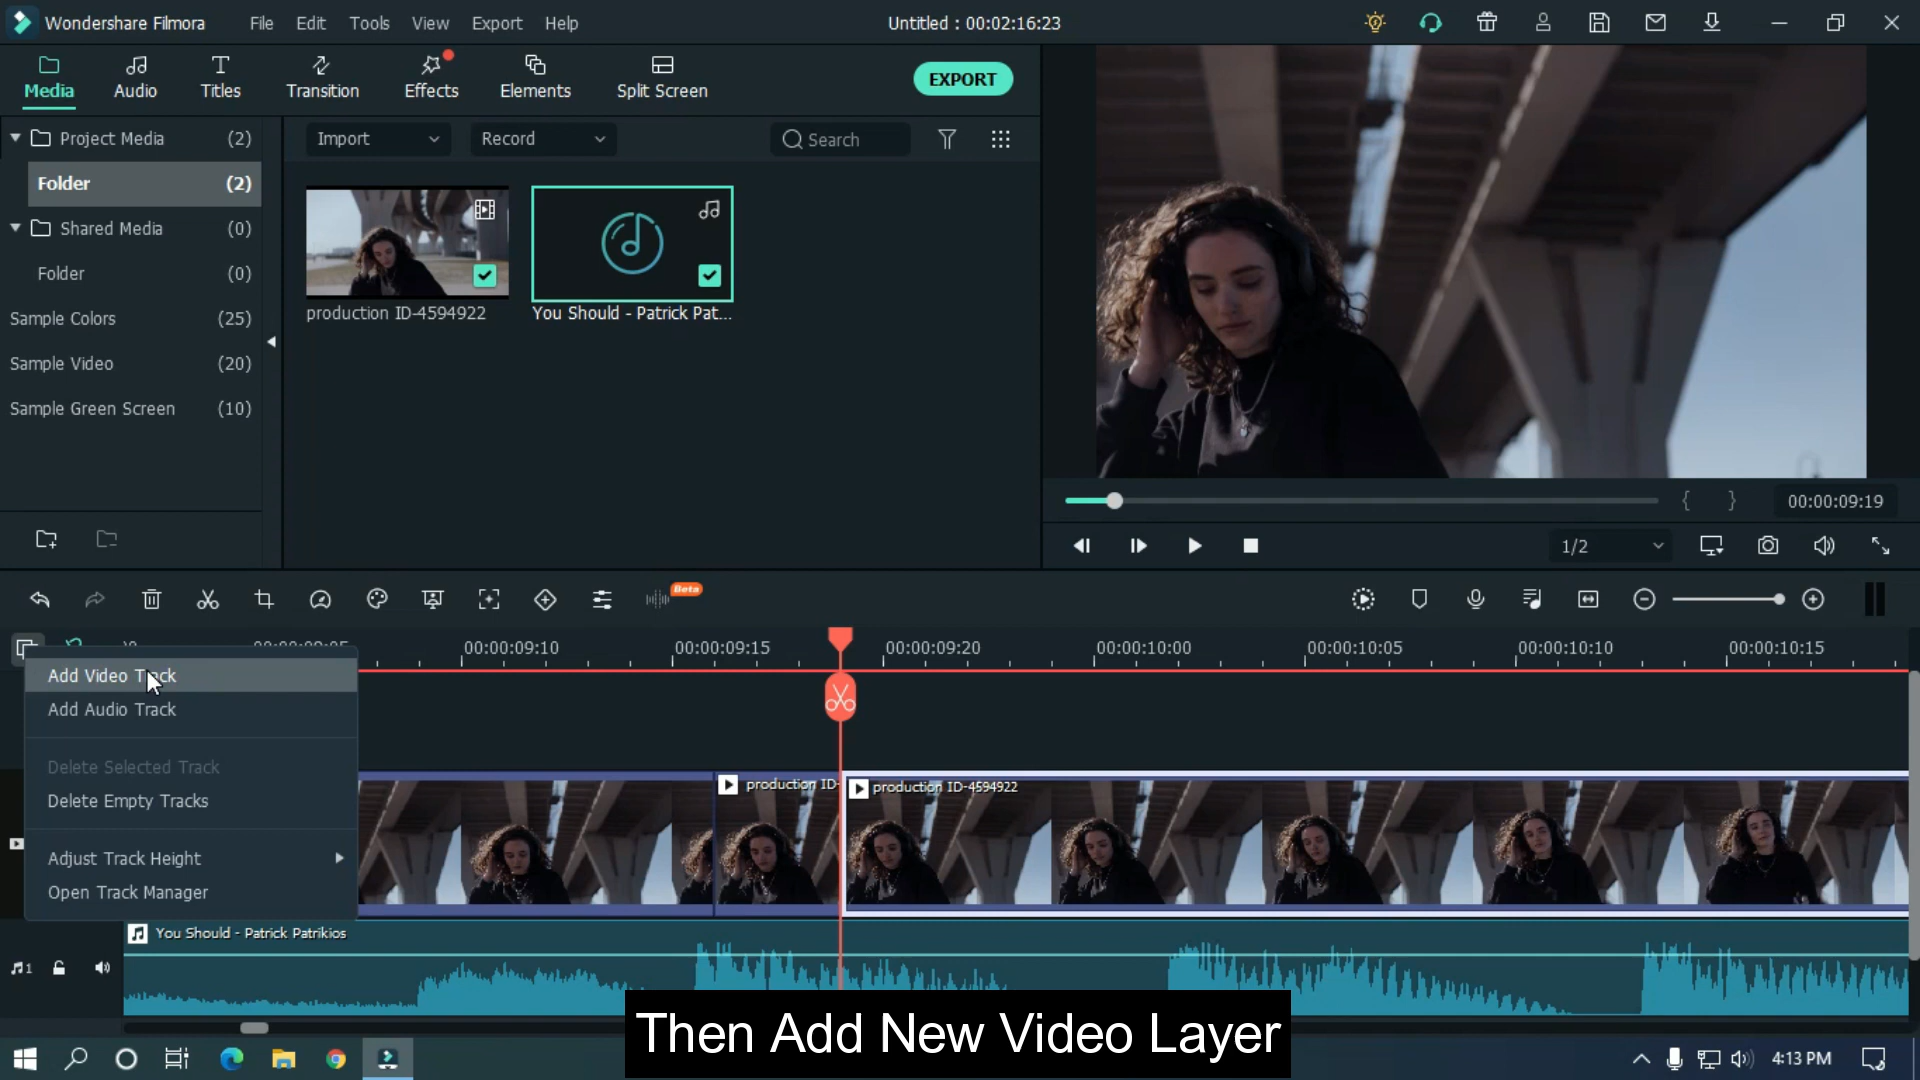 Wondershare Filmora
File Edit Tools View Export Help
Untitled : 00:02:16:23
Media Audio Titles Transition Effects Elements Split Screen
EXPORT
Project Media (2)
Folder (2)
Shared Media (0)
Folder (0)
Sample Colors (25)
Sample Video (20)
Sample Green Screen (10)
Import Record Search
production ID-4594922
You Should - Patrick Pat...
{ } 00:00:09:19
1/2
Beta
00:00:09:10 00:00:09:15 00:00:09:20 00:00:10:00 00:00:10:05 00:00:10:10 00:00:10:15
Add Video Track
Add Audio Track
Delete Selected Track
Delete Empty Tracks
Adjust Track Height
Open Track Manager
production ID-
production ID-4594922
You Should - Patrick Patrikios
1
Then Add New Video Layer
4:13 PM